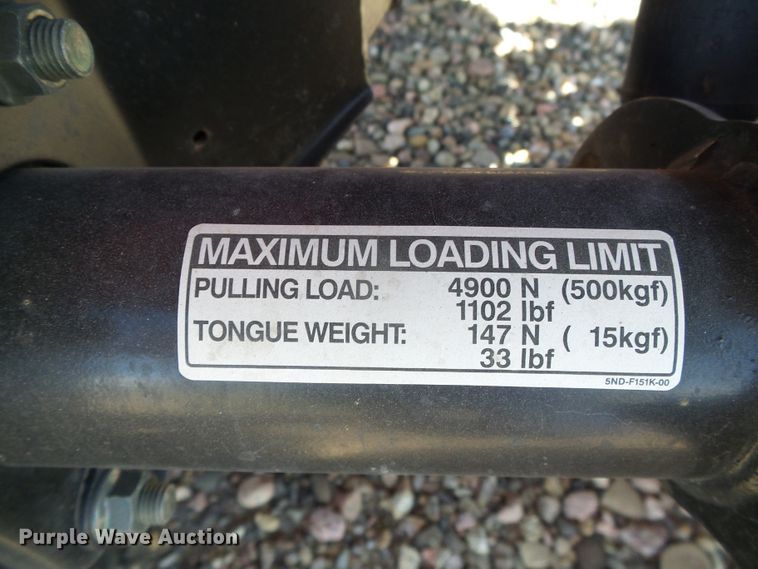 MAXIMUM LOADING LIMIT
PULLING LOAD: 4900 N (500kgf)
1102 lbf
TONGUE WEIGHT: 147 N ( 15kgf)
33 lbf
5ND-F151K-00
Purple Wave Auction